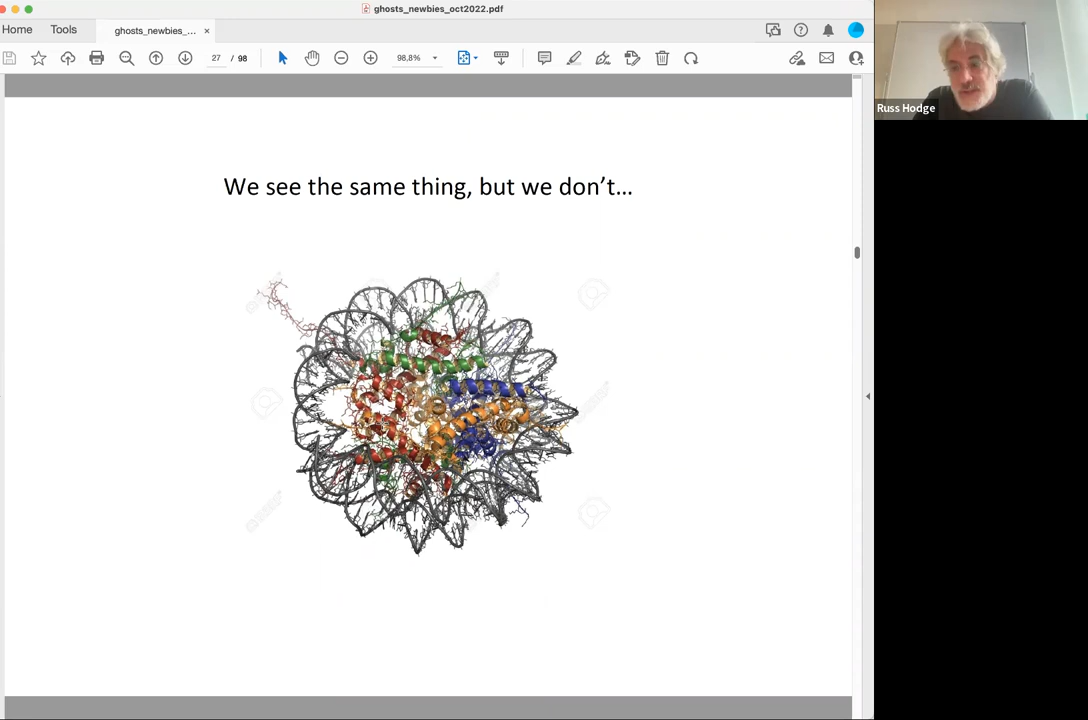 ghosts_newbies_oct2022.pdf
Home
Tools
ghosts_newbies_...
27 / 98
98,8%
Russ Hodge
We see the same thing, but we don’t...